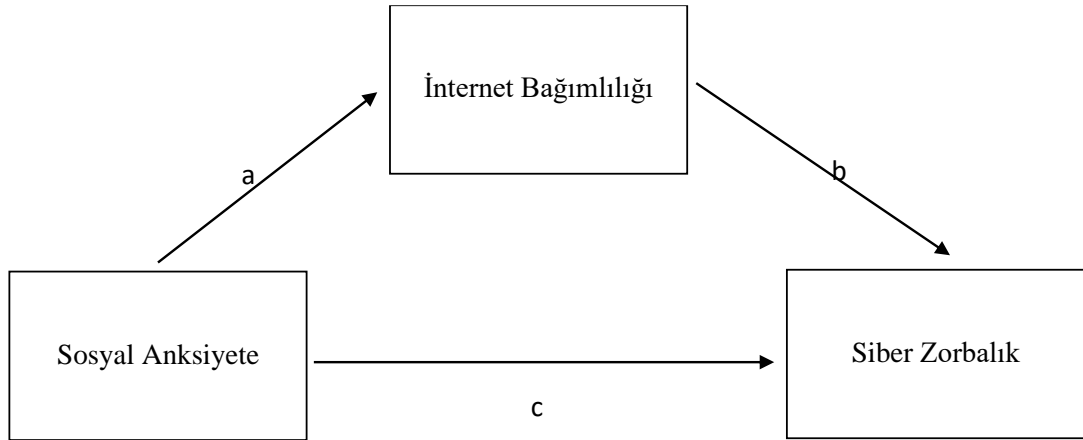 İnternet Bağımlılığı
a
b
Sosyal Anksiyete
Siber Zorbalık
c